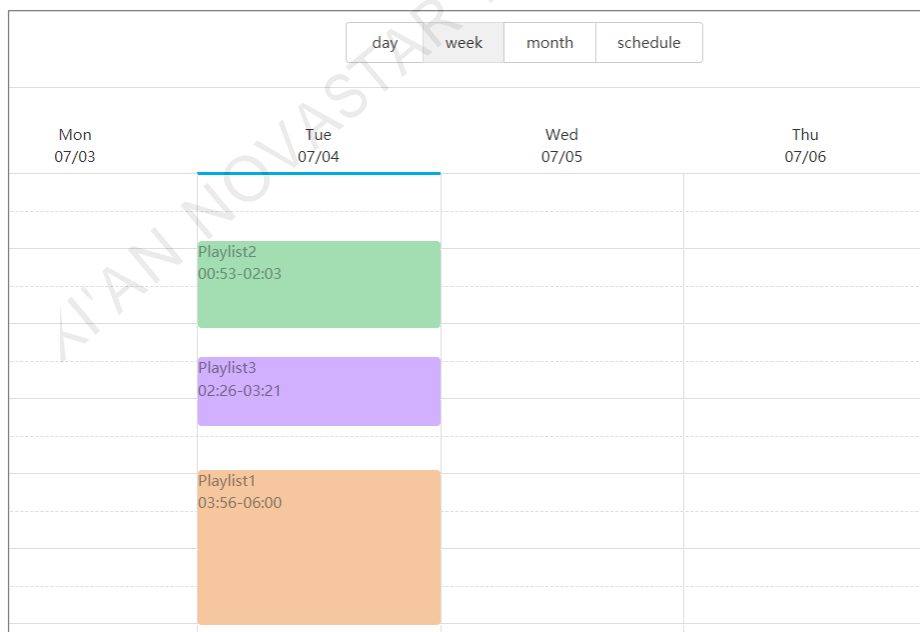 day week month schedule
Mon Tue Wed Thu
07/03 07/04 07/05 07/06
Playlist2
00:53-02:03
Playlist3
02:26-03:21
Playlist1
03:56-06:00
XI'AN NOVASTAR